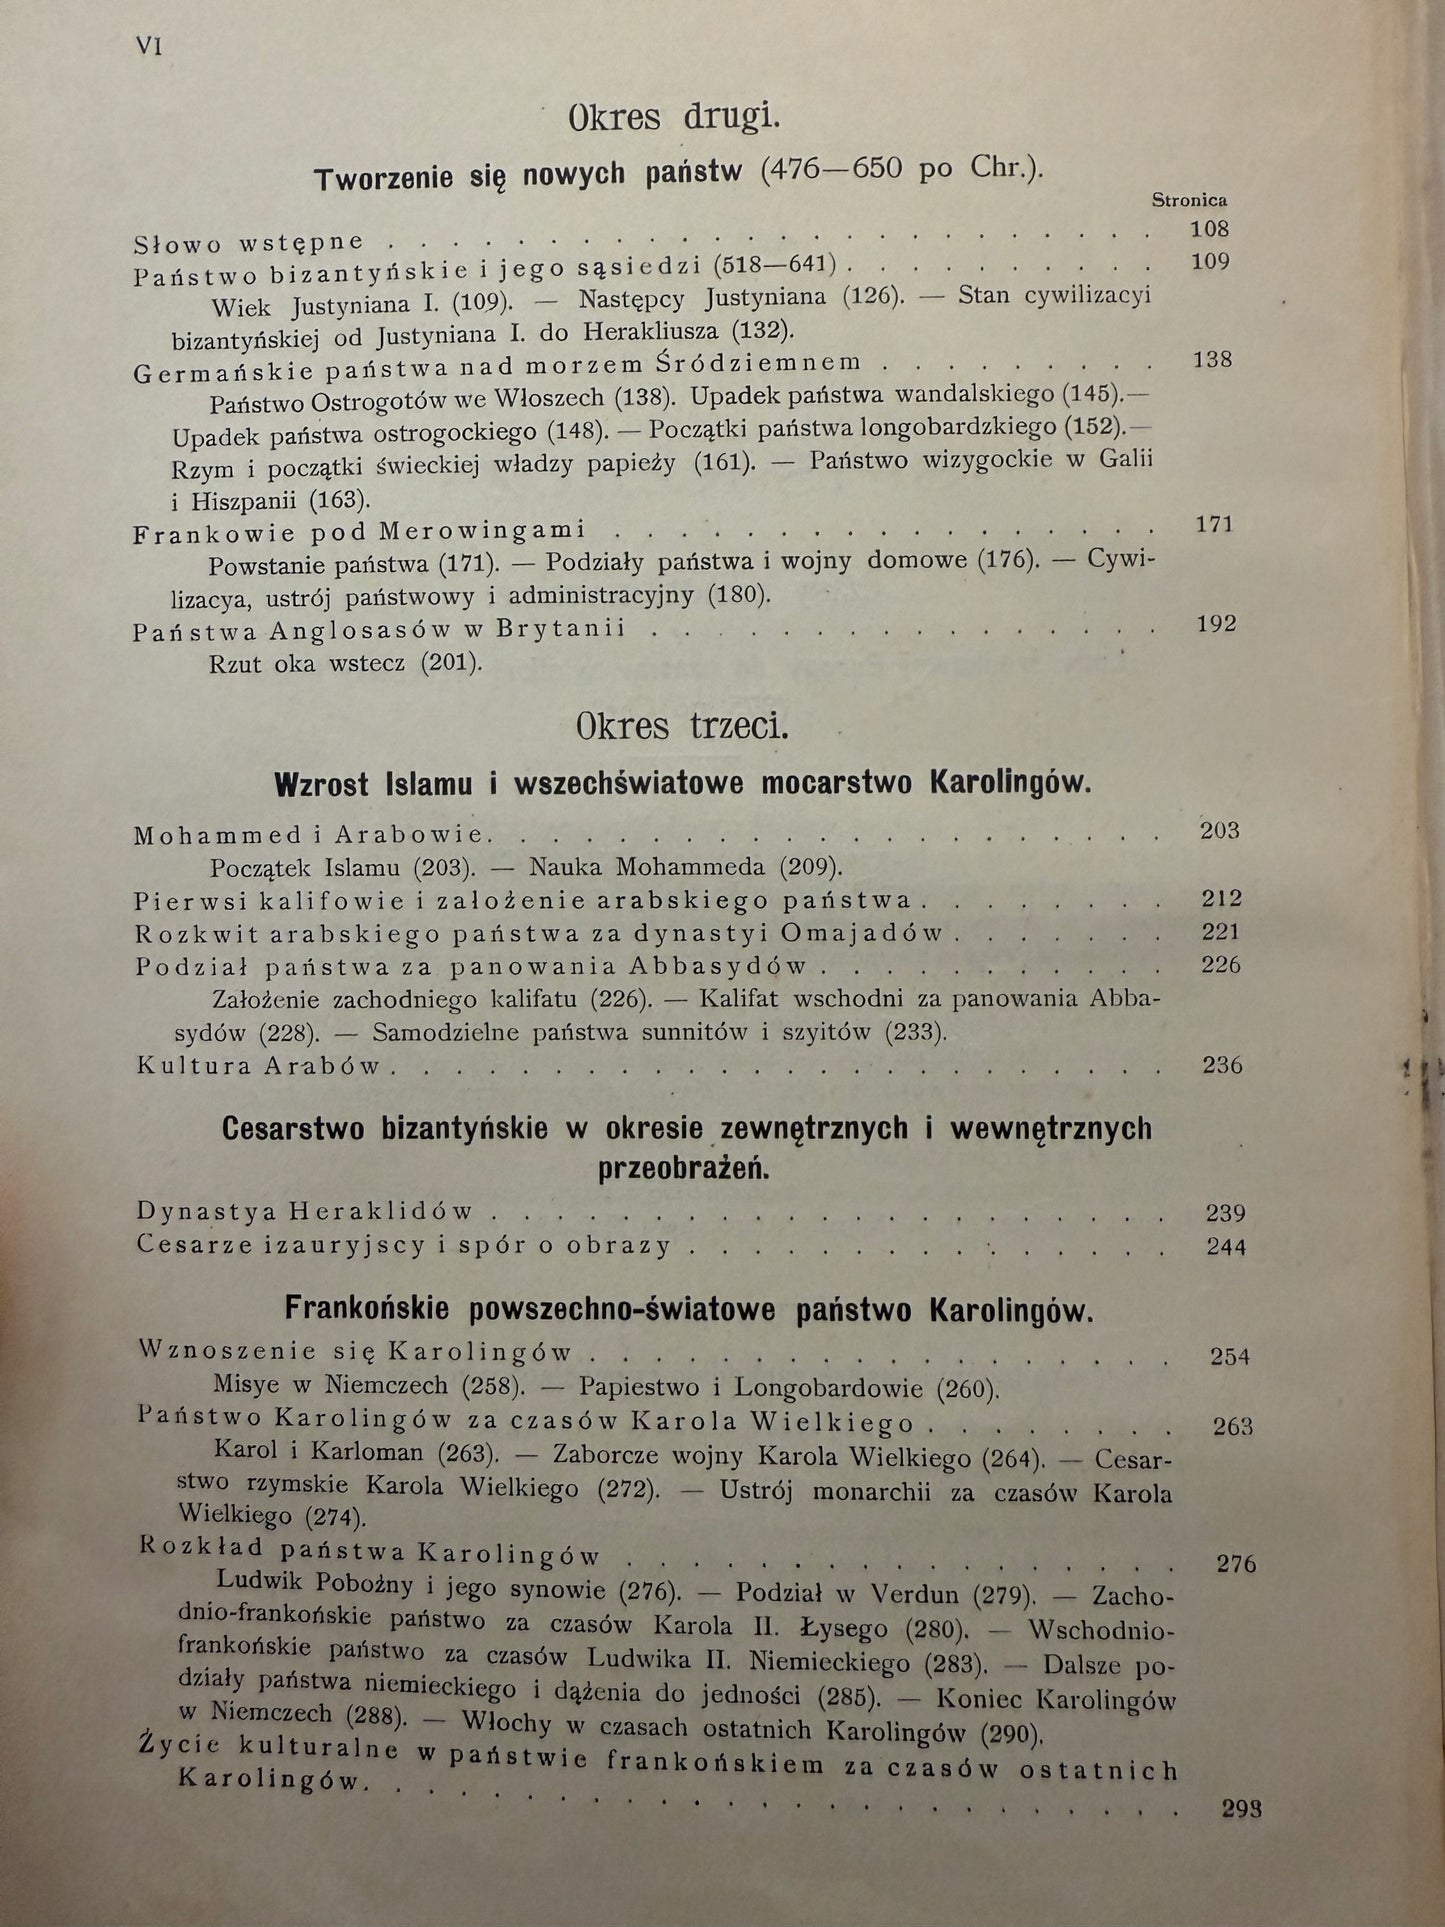 VI
Okres drugi.
Tworzenie się nowych państw (476—650 po Chr.).
Stronica
Słowo wstępne . . . . . . . . . . . . . . . . . . . . . . . . 108
Państwo bizantyńskie i jego sąsiedzi (518—641) . . . . . . . . . . 109
Wiek Justyniana I. (109). — Następcy Justyniana (126). — Stan cywilizacyi
bizantyńskiej od Justyniana I. do Herakliusza (132).
Germańskie państwa nad morzem Śródziemnem . . . . . . . . . 138
Państwo Ostrogotów we Włoszech (138). Upadek państwa wandalskiego (145).—
Upadek państwa ostrogockiego (148). — Początki państwa longobardzkiego (152).—
Rzym i początki świeckiej władzy papieży (161). — Państwo wizygockie w Galii
i Hiszpanii (163).
Frankowie pod Merowingami . . . . . . . . . . . . . . . . . 171
Powstanie państwa (171). — Podziały państwa i wojny domowe (176). — Cywi-
lizacya, ustrój państwowy i administracyjny (180).
Państwa Anglosasów w Brytanii . . . . . . . . . . . . . . . . 192
Rzut oka wstecz (201).
Okres trzeci.
Wzrost Islamu i wszechświatowe mocarstwo Karolingów.
Mohammed i Arabowie. . . . . . . . . . . . . . . . . . . . . 203
Początek Islamu (203). — Nauka Mohammeda (209).
Pierwsi kalifowie i założenie arabskiego państwa . . . . . . . . 212
Rozkwit arabskiego państwa za dynastyi Omajadów . . . . . . . 221
Podział państwa za panowania Abbasydów . . . . . . . . . . . 226
Założenie zachodniego kalifatu (226). — Kalifat wschodni za panowania Abba-
sydów (228). — Samodzielne państwa sunnitów i szyitów (233).
Kultura Arabów . . . . . . . . . . . . . . . . . . . . . . . . 236
Cesarstwo bizantyńskie w okresie zewnętrznych i wewnętrznych
przeobrażeń.
Dynastya Heraklidów . . . . . . . . . . . . . . . . . . . . . 239
Cesarze izauryjscy i spór o obrazy . . . . . . . . . . . . . . . 244
Frankońskie powszechno-światowe państwo Karolingów.
Wznoszenie się Karolingów . . . . . . . . . . . . . . . . . . 254
Misye w Niemczech (258). — Papiestwo i Longobardowie (260).
Państwo Karolingów za czasów Karola Wielkiego . . . . . . . . 263
Karol i Karloman (263). — Zaborcze wojny Karola Wielkiego (264). — Cesar-
stwo rzymskie Karola Wielkiego (272). — Ustrój monarchii za czasów Karola
Wielkiego (274).
Rozkład państwa Karolingów . . . . . . . . . . . . . . . . . 276
Ludwik Pobożny i jego synowie (276). — Podział w Verdun (279). — Zacho-
dnio-frankońskie państwo za czasów Karola II. Łysego (280). — Wschodnio-
frankońskie państwo za czasów Ludwika II. Niemieckiego (283). — Dalsze po-
działy państwa niemieckiego i dążenia do jedności (285). — Koniec Karolingów
w Niemczech (288). — Włochy w czasach ostatnich Karolingów (290).
Życie kulturalne w państwie frankońskiem za czasów ostatnich
Karolingów. . . . . . . . . . . . . . . . . . . . . . . . . . 293